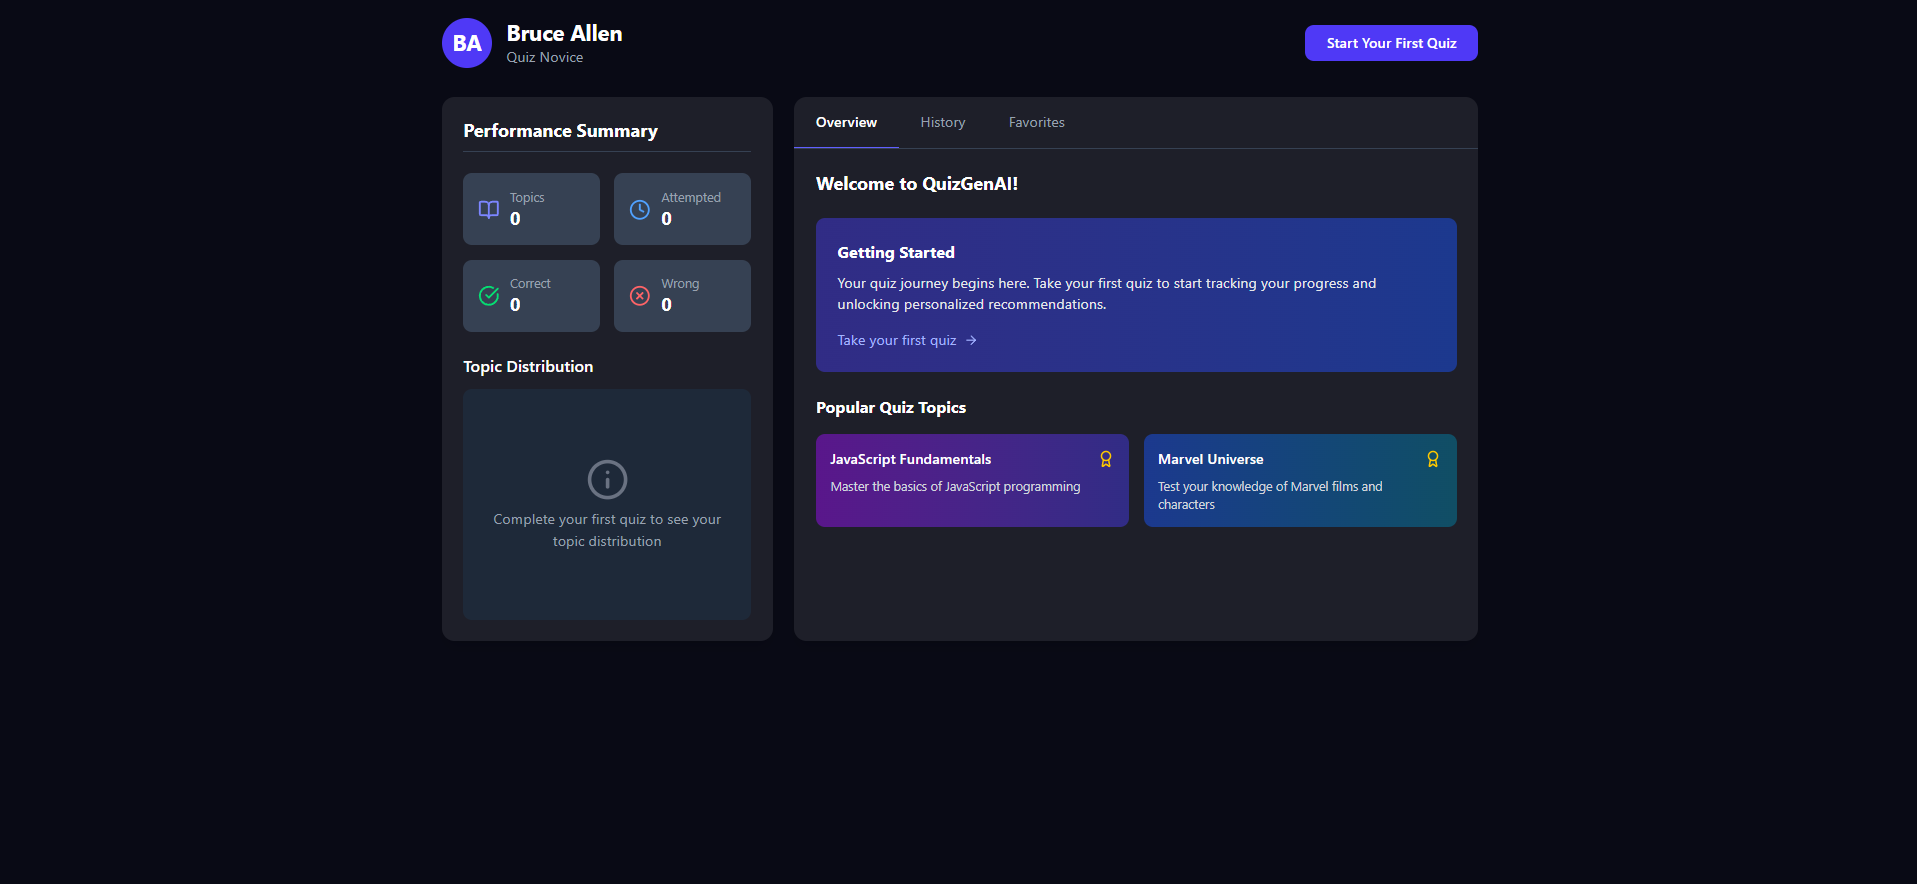 BA
Bruce Allen
Quiz Novice
Start Your First Quiz
Performance Summary
Topics
0
Attempted
0
Correct
0
Wrong
0
Topic Distribution
Complete your first quiz to see your
topic distribution
Overview
History
Favorites
Welcome to QuizGenAI!
Getting Started
Your quiz journey begins here. Take your first quiz to start tracking your progress and
unlocking personalized recommendations.
Take your first quiz →
Popular Quiz Topics
JavaScript Fundamentals
Master the basics of JavaScript programming
Marvel Universe
Test your knowledge of Marvel films and
characters